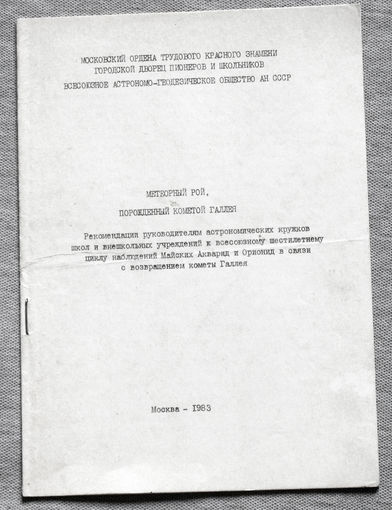 МОСКОВСКИЙ ОРДЕНА ТРУДОВОГО КРАСНОГО ЗНАМЕНИ
ГОРОДСКОЙ ДВОРЕЦ ПИОНЕРОВ И ШКОЛЬНИКОВ
ВСЕСОЮЗНОЕ АСТРОНОМО-ГЕОДЕЗИЧЕСКОЕ ОБЩЕСТВО АН СССР
МЕТЕОРНЫЙ РОЙ,
ПОРОЖДЕННЫЙ КОМЕТОЙ ГАЛЛЕЯ
Рекомендации руководителям астрономических кружков
школ и внешкольных учреждений к всесоюзному шестилетнему
циклу наблюдений Майских Акварид и Орионид в связи
с возвращением кометы Галлея
Москва - 1983